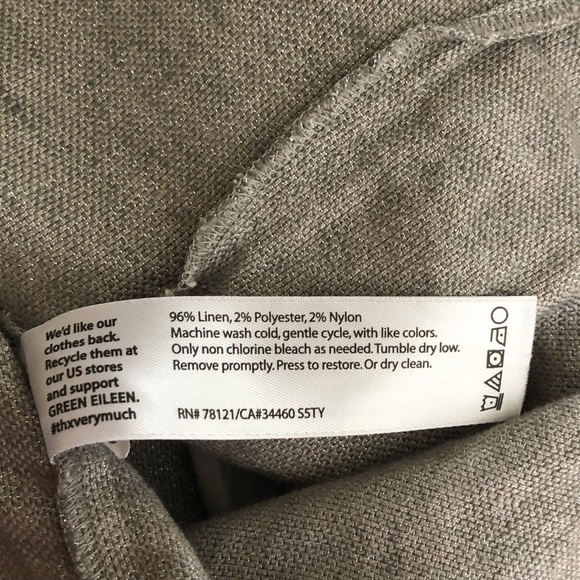 We'd like our
clothes back.
Recycle them at
our US stores
and support
GREEN EILEEN.
#thxverymuch
96% Linen, 2% Polyester, 2% Nylon
Machine wash cold, gentle cycle, with like colors.
Only non chlorine bleach as needed. Tumble dry low.
Remove promptly. Press to restore. Or dry clean.
RN# 78121/CA#34460 S5TY